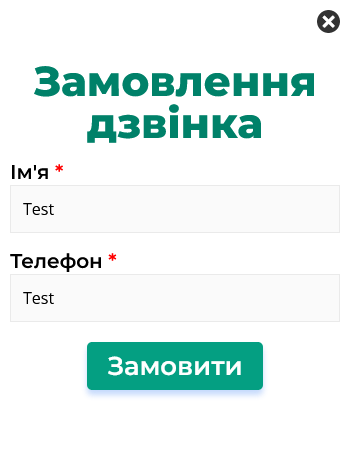 Замовлення
дзвінка
Ім'я *
Test
Телефон *
Test
Замовити